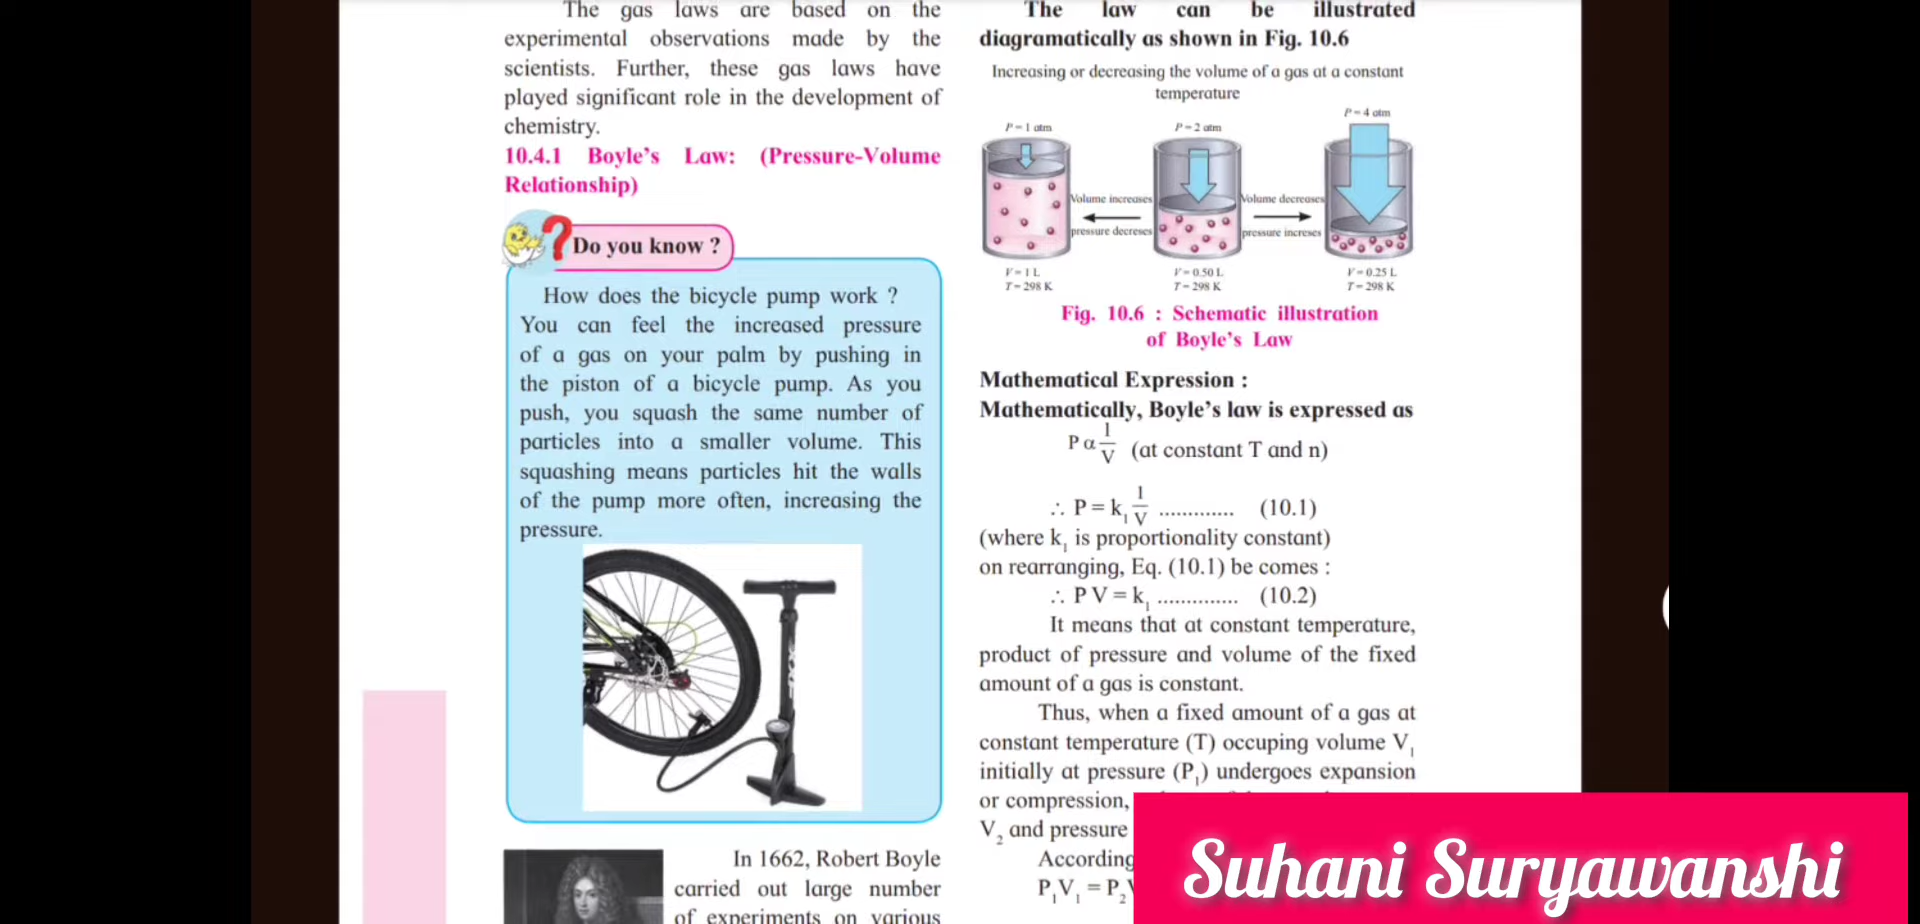 The gas laws are based on the
experimental observations made by the
scientists. Further, these gas laws have
played significant role in the development of
chemistry.
10.4.1 Boyle's Law: (Pressure-Volume
Relationship)
Do you know ?
How does the bicycle pump work ?
You can feel the increased pressure
of a gas on your palm by pushing in
the piston of a bicycle pump. As you
push, you squash the same number of
particles into a smaller volume. This
squashing means particles hit the walls
of the pump more often, increasing the
pressure.
In 1662, Robert Boyle
carried out large number
of experiments on various
The law can be illustrated
diagramatically as shown in Fig. 10.6
Increasing or decreasing the volume of a gas at a constant
temperature
P = 1 atm
P = 2 atm
P = 4 atm
Volume increases
pressure decreses
Volume decreases
pressure increses
V = 1 L
T = 298 K
V = 0.50 L
T = 298 K
V = 0.25 L
T = 298 K
Fig. 10.6 : Schematic illustration
of Boyle's Law
Mathematical Expression :
Mathematically, Boyle's law is expressed as
P α 1/V (at constant T and n)
∴ P = k₁ 1/V ............. (10.1)
(where k₁ is proportionality constant)
on rearranging, Eq. (10.1) be comes :
∴ P V = k₁ .............. (10.2)
It means that at constant temperature,
product of pressure and volume of the fixed
amount of a gas is constant.
Thus, when a fixed amount of a gas at
constant temperature (T) occuping volume V₁
initially at pressure (P₁) undergoes expansion
or compression,
V₂ and pressure
According
P₁V₁ = P₂
Suhani Suryawanshi